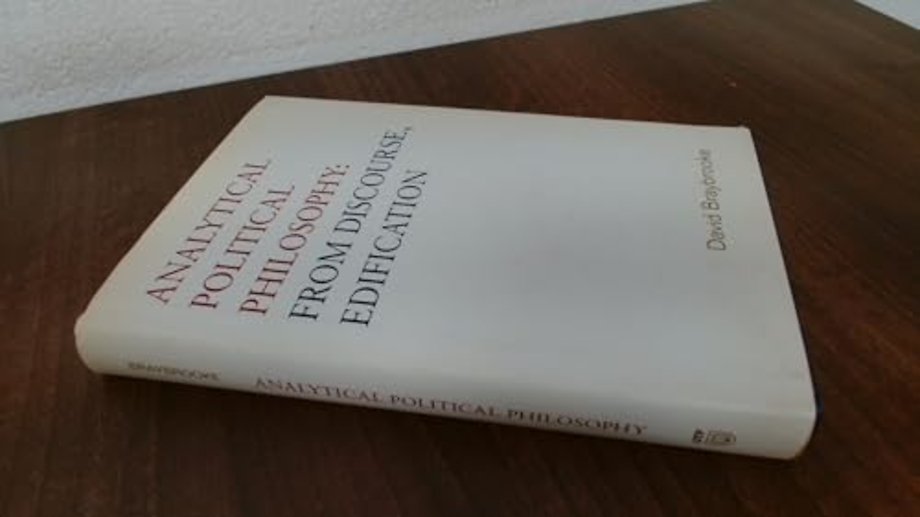 ANALYTICAL
POLITICAL
PHILOSOPHY:
FROM DISCOURSE,
EDIFICATION
David Braybrooke
BRAYBROOKE
ANALYTICAL POLITICAL PHILOSOPHY